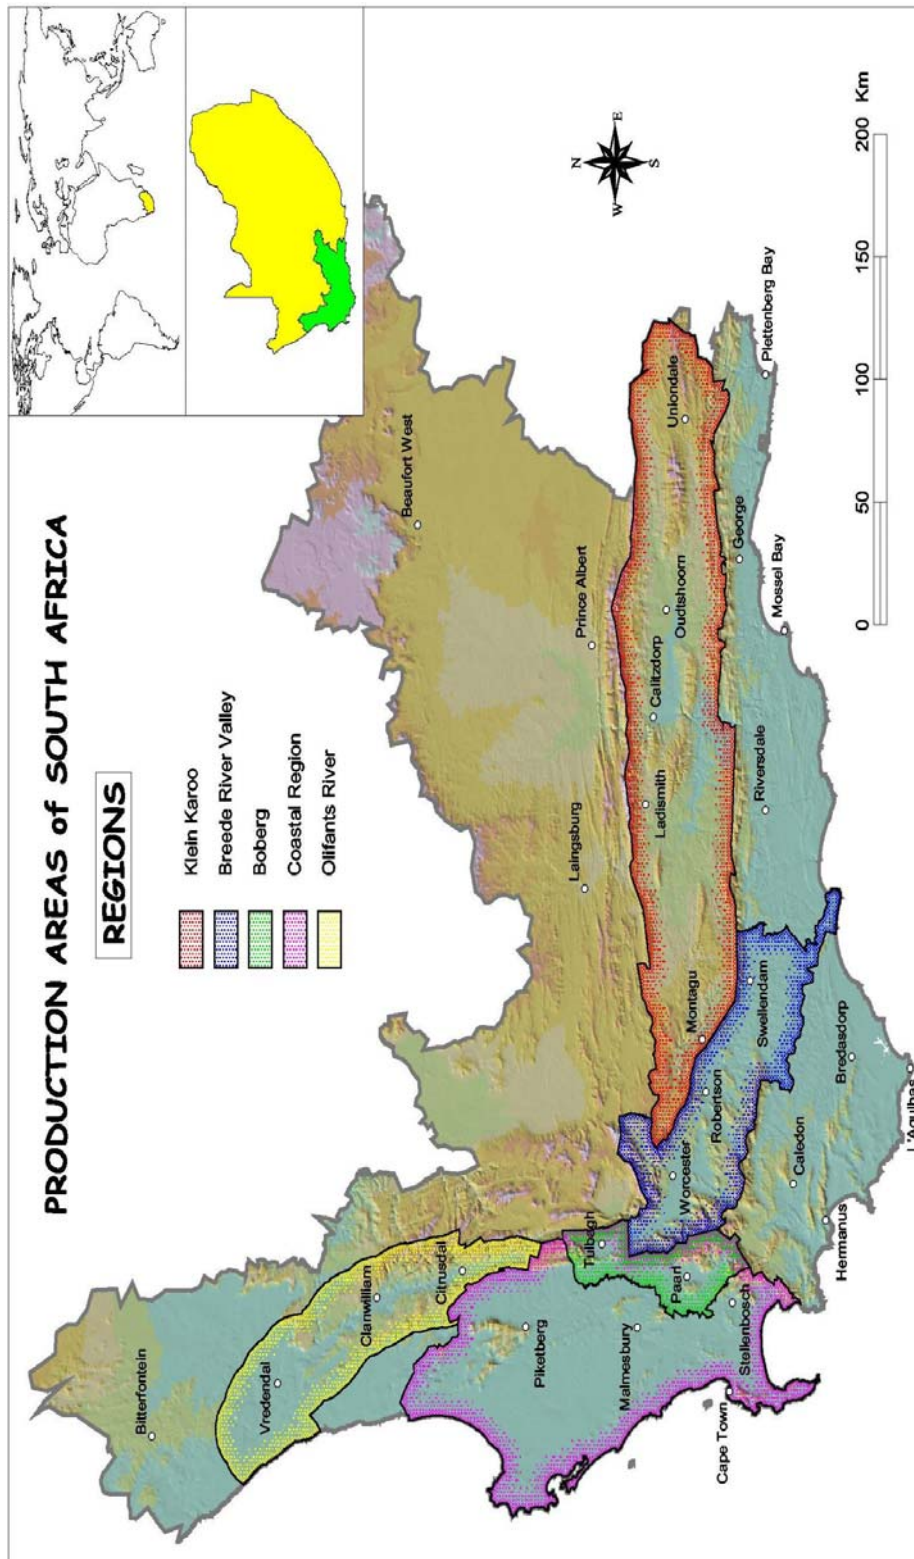 PRODUCTION AREAS of SOUTH AFRICA
REGIONS
Klein Karoo
Breede River Valley
Boberg
Coastal Region
Olifants River
Bitterfontein
Vredendal
Clanwilliam
Citrusdal
Piketberg
Malmesbury
Cape Town
Stellenbosch
Paarl
Tulbagh
Worcester
Robertson
Montagu
Swellendam
Caledon
Hermanus
Bredasdorp
L'Agulhas
Laingsburg
Ladismith
Calitzdorp
Prince Albert
Oudtshoorn
Uniondale
Beaufort West
Riversdale
Mossel Bay
George
Plettenberg Bay
N
W
E
S
0
50
100
150
200 Km